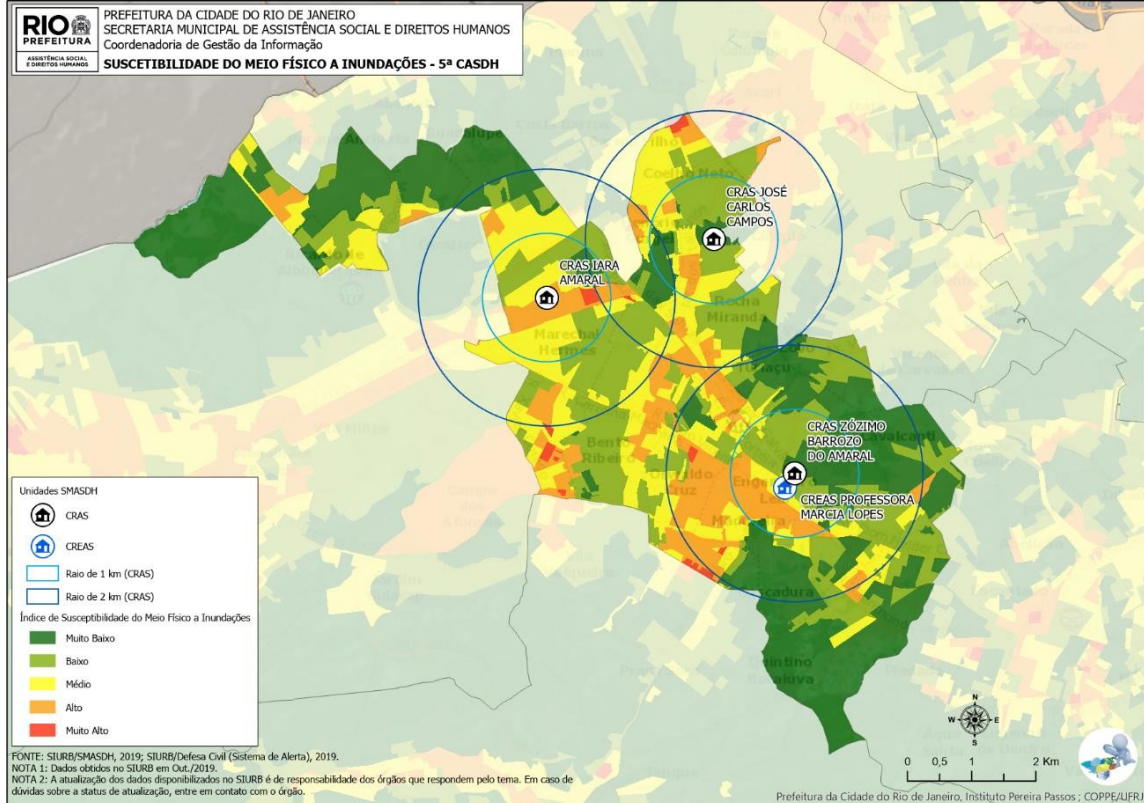 RIO
PREFEITURA
ASSISTÊNCIA SOCIAL
E DIREITOS HUMANOS
PREFEITURA DA CIDADE DO RIO DE JANEIRO
SECRETARIA MUNICIPAL DE ASSISTÊNCIA SOCIAL E DIREITOS HUMANOS
Coordenadoria de Gestão da Informação
SUSCETIBILIDADE DO MEIO FÍSICO A INUNDAÇÕES - 5ª CASDH
Coelho Neto
CRAS JOSÉ
CARLOS
CAMPOS
CRAS IARA
AMARAL
Rocha
Miranda
Marechal
Hermes
Bento
Ribeiro
CRAS ZÓZIMO
BARROZO
DO AMARAL
Cavalcanti
CREAS PROFESSORA
MARCIA LOPES
Quintino
Unidades SMASDH
CRAS
CREAS
Raio de 1 km (CRAS)
Raio de 2 km (CRAS)
Índice de Susceptibilidade do Meio Físico a Inundações
Muito Baixo
Baixo
Médio
Alto
Muito Alto
N
W E
S
0 0,5 1 2 Km
FONTE: SIURB/SMASDH, 2019; SIURB/Defesa Civil (Sistema de Alerta), 2019.
NOTA 1: Dados obtidos no SIURB em Out./2019.
NOTA 2: A atualização dos dados disponibilizados no SIURB é de responsabilidade dos órgãos que respondem pelo tema. Em caso de
dúvidas sobre a status de atualização, entre em contato com o órgão.
Prefeitura da Cidade do Rio de Janeiro, Instituto Pereira Passos ; COPPE/UFRJ